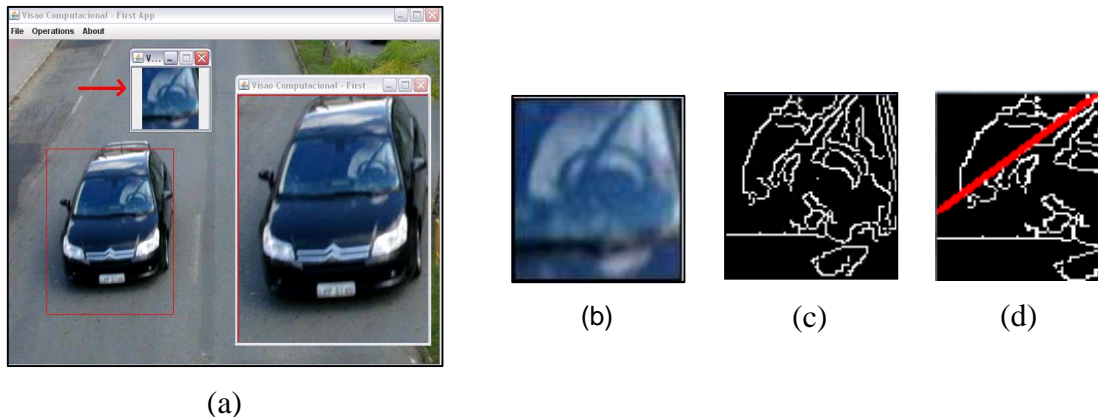 Visao Computacional - First App
File Operations About
V...
Visao Computacional - First ...
(a)
(b)
(c)
(d)